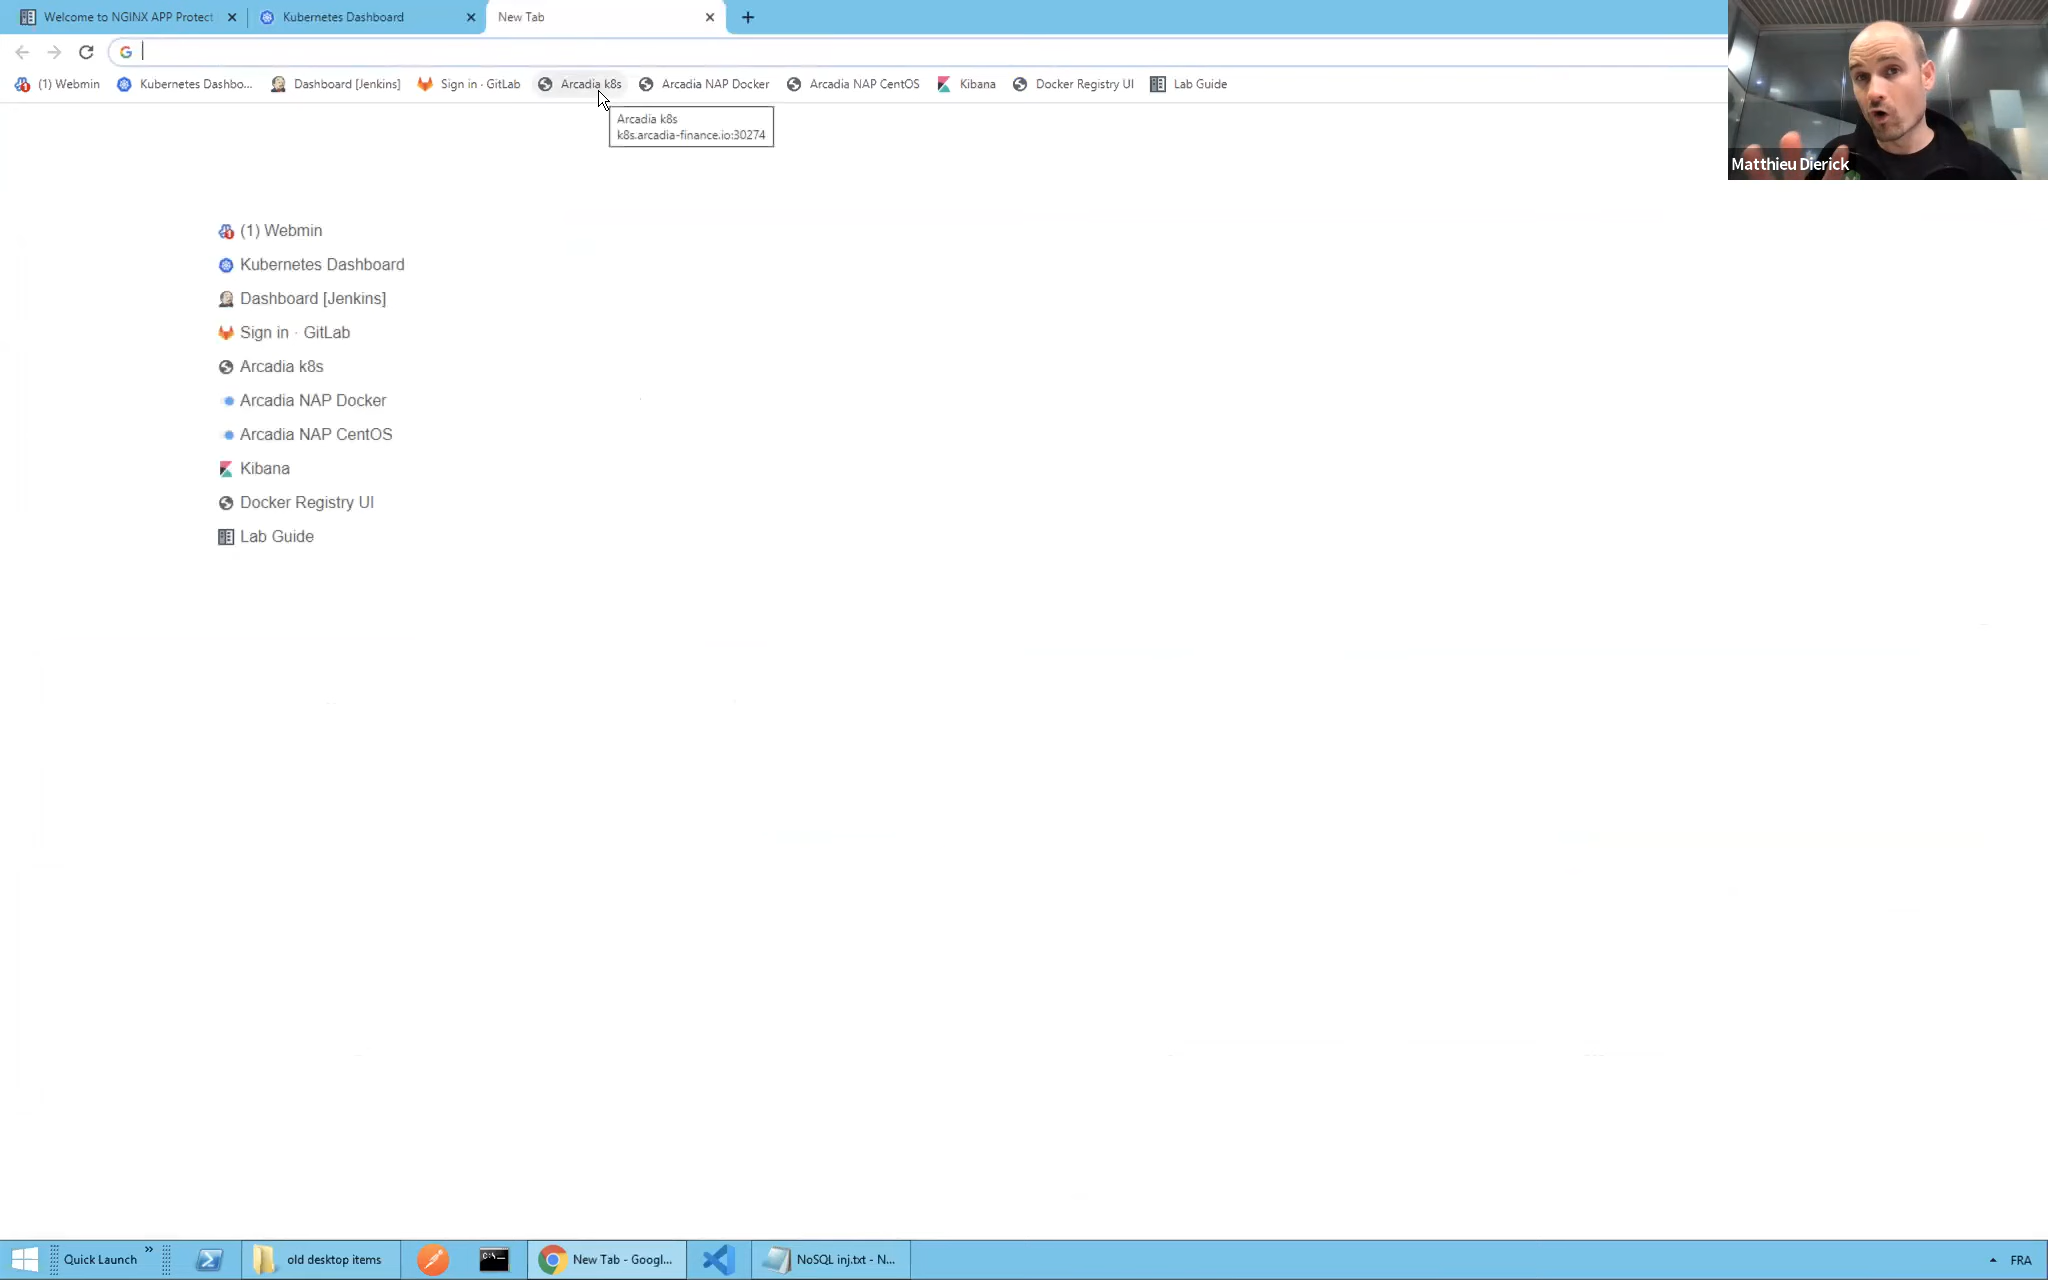 Welcome to NGINX APP Protect
Kubernetes Dashboard
New Tab
(1) Webmin
Kubernetes Dashbo...
Dashboard [Jenkins]
Sign in · GitLab
Arcadia k8s
Arcadia NAP Docker
Arcadia NAP CentOS
Kibana
Docker Registry UI
Lab Guide
Arcadia k8s
k8s.arcadia-finance.io:30274
Matthieu Dierick
(1) Webmin
Kubernetes Dashboard
Dashboard [Jenkins]
Sign in · GitLab
Arcadia k8s
Arcadia NAP Docker
Arcadia NAP CentOS
Kibana
Docker Registry UI
Lab Guide
Quick Launch
old desktop items
New Tab - Googl...
NoSQL inj.txt - N...
FRA